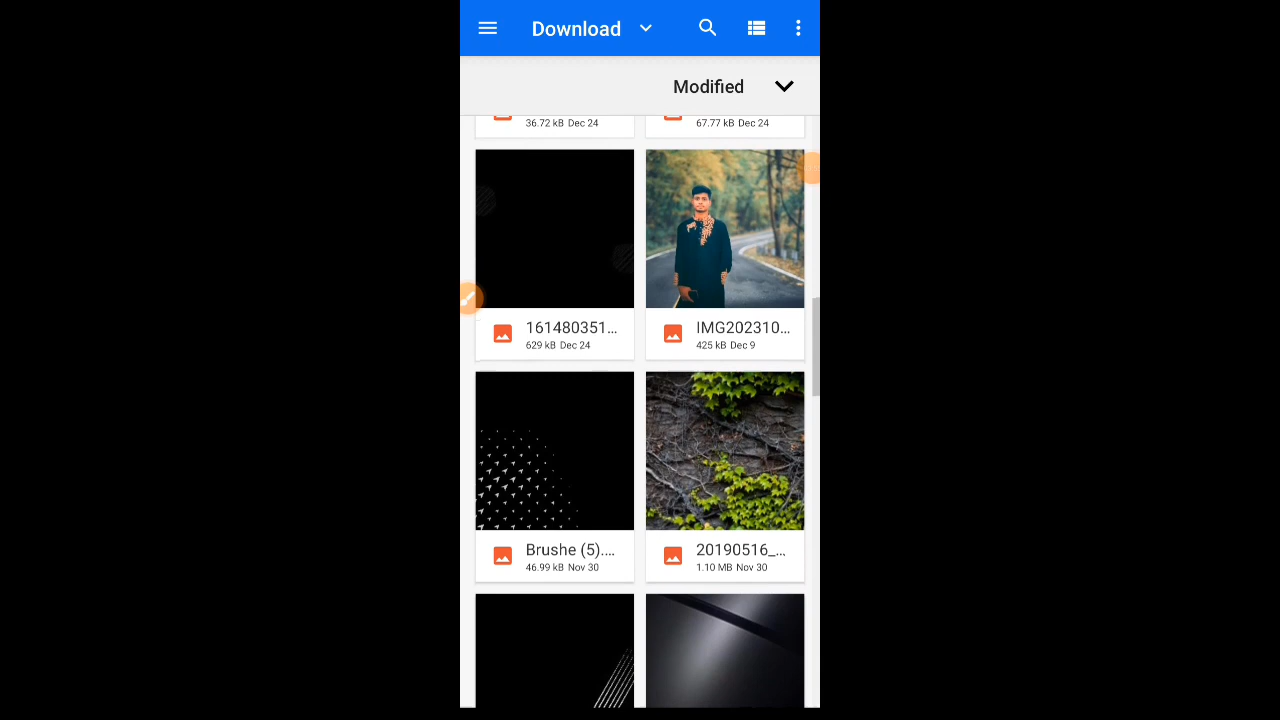 Download
Modified
36.72 kB Dec 24
67.77 kB Dec 24
161480351...
629 kB Dec 24
IMG202310...
425 kB Dec 9
Brushe (5)....
46.99 kB Nov 30
20190516_...
1.10 MB Nov 30